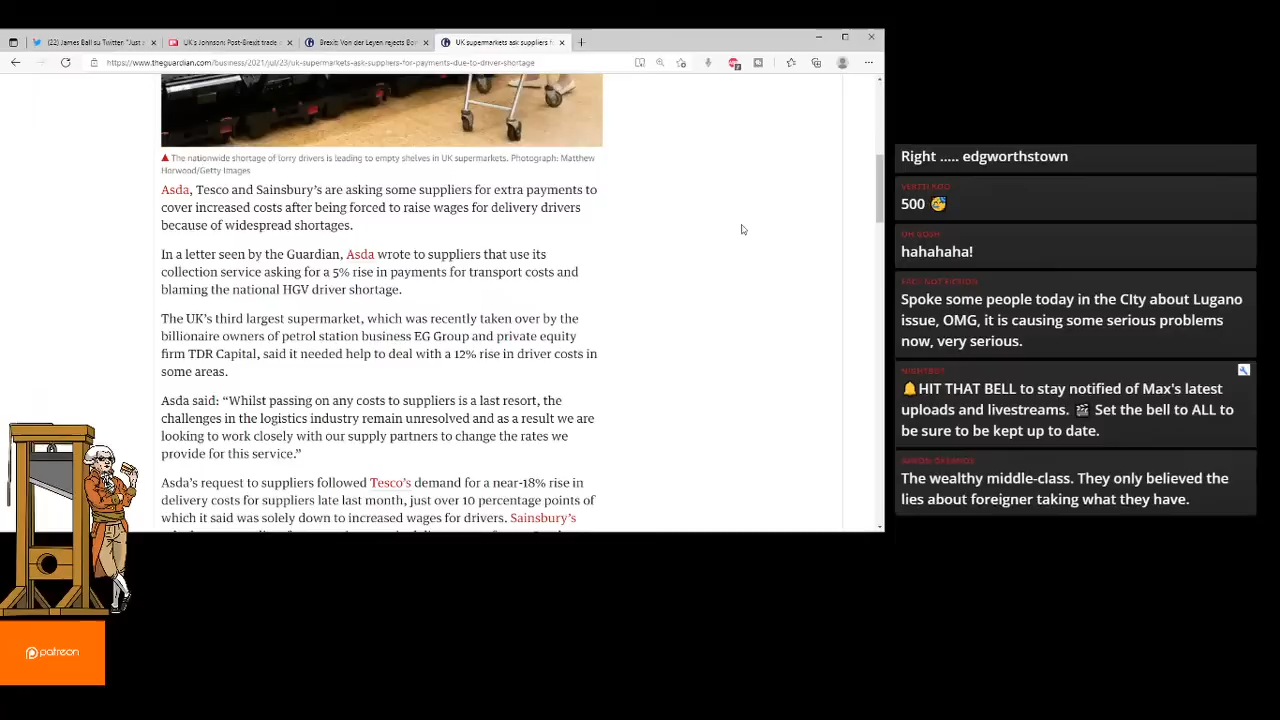 (22) James Ball su Twitter: "Just a
UK's Johnson: Post-Brexit trade
Brexit: Von der Leyen rejects Bor
UK supermarkets ask suppliers f
https://www.theguardian.com/business/2021/jul/23/uk-supermarkets-ask-suppliers-for-payments-due-to-driver-shortage
The nationwide shortage of lorry drivers is leading to empty shelves in UK supermarkets. Photograph: Matthew
Horwood/Getty Images
Asda, Tesco and Sainsbury's are asking some suppliers for extra payments to
cover increased costs after being forced to raise wages for delivery drivers
because of widespread shortages.
In a letter seen by the Guardian, Asda wrote to suppliers that use its
collection service asking for a 5% rise in payments for transport costs and
blaming the national HGV driver shortage.
The UK's third largest supermarket, which was recently taken over by the
billionaire owners of petrol station business EG Group and private equity
firm TDR Capital, said it needed help to deal with a 12% rise in driver costs in
some areas.
Asda said: “Whilst passing on any costs to suppliers is a last resort, the
challenges in the logistics industry remain unresolved and as a result we are
looking to work closely with our supply partners to change the rates we
provide for this service.”
Asda's request to suppliers followed Tesco's demand for a near-18% rise in
delivery costs for suppliers late last month, just over 10 percentage points of
which it said was solely down to increased wages for drivers. Sainsbury's
Right ..... edgworthstown
500
OH GOSH
hahahaha!
Spoke some people today in the CIty about Lugano
issue, OMG, it is causing some serious problems
now, very serious.
NIGHTBOT
HIT THAT BELL to stay notified of Max's latest
uploads and livestreams. Set the bell to ALL to
be sure to be kept up to date.
The wealthy middle-class. They only believed the
lies about foreigner taking what they have.
patreon